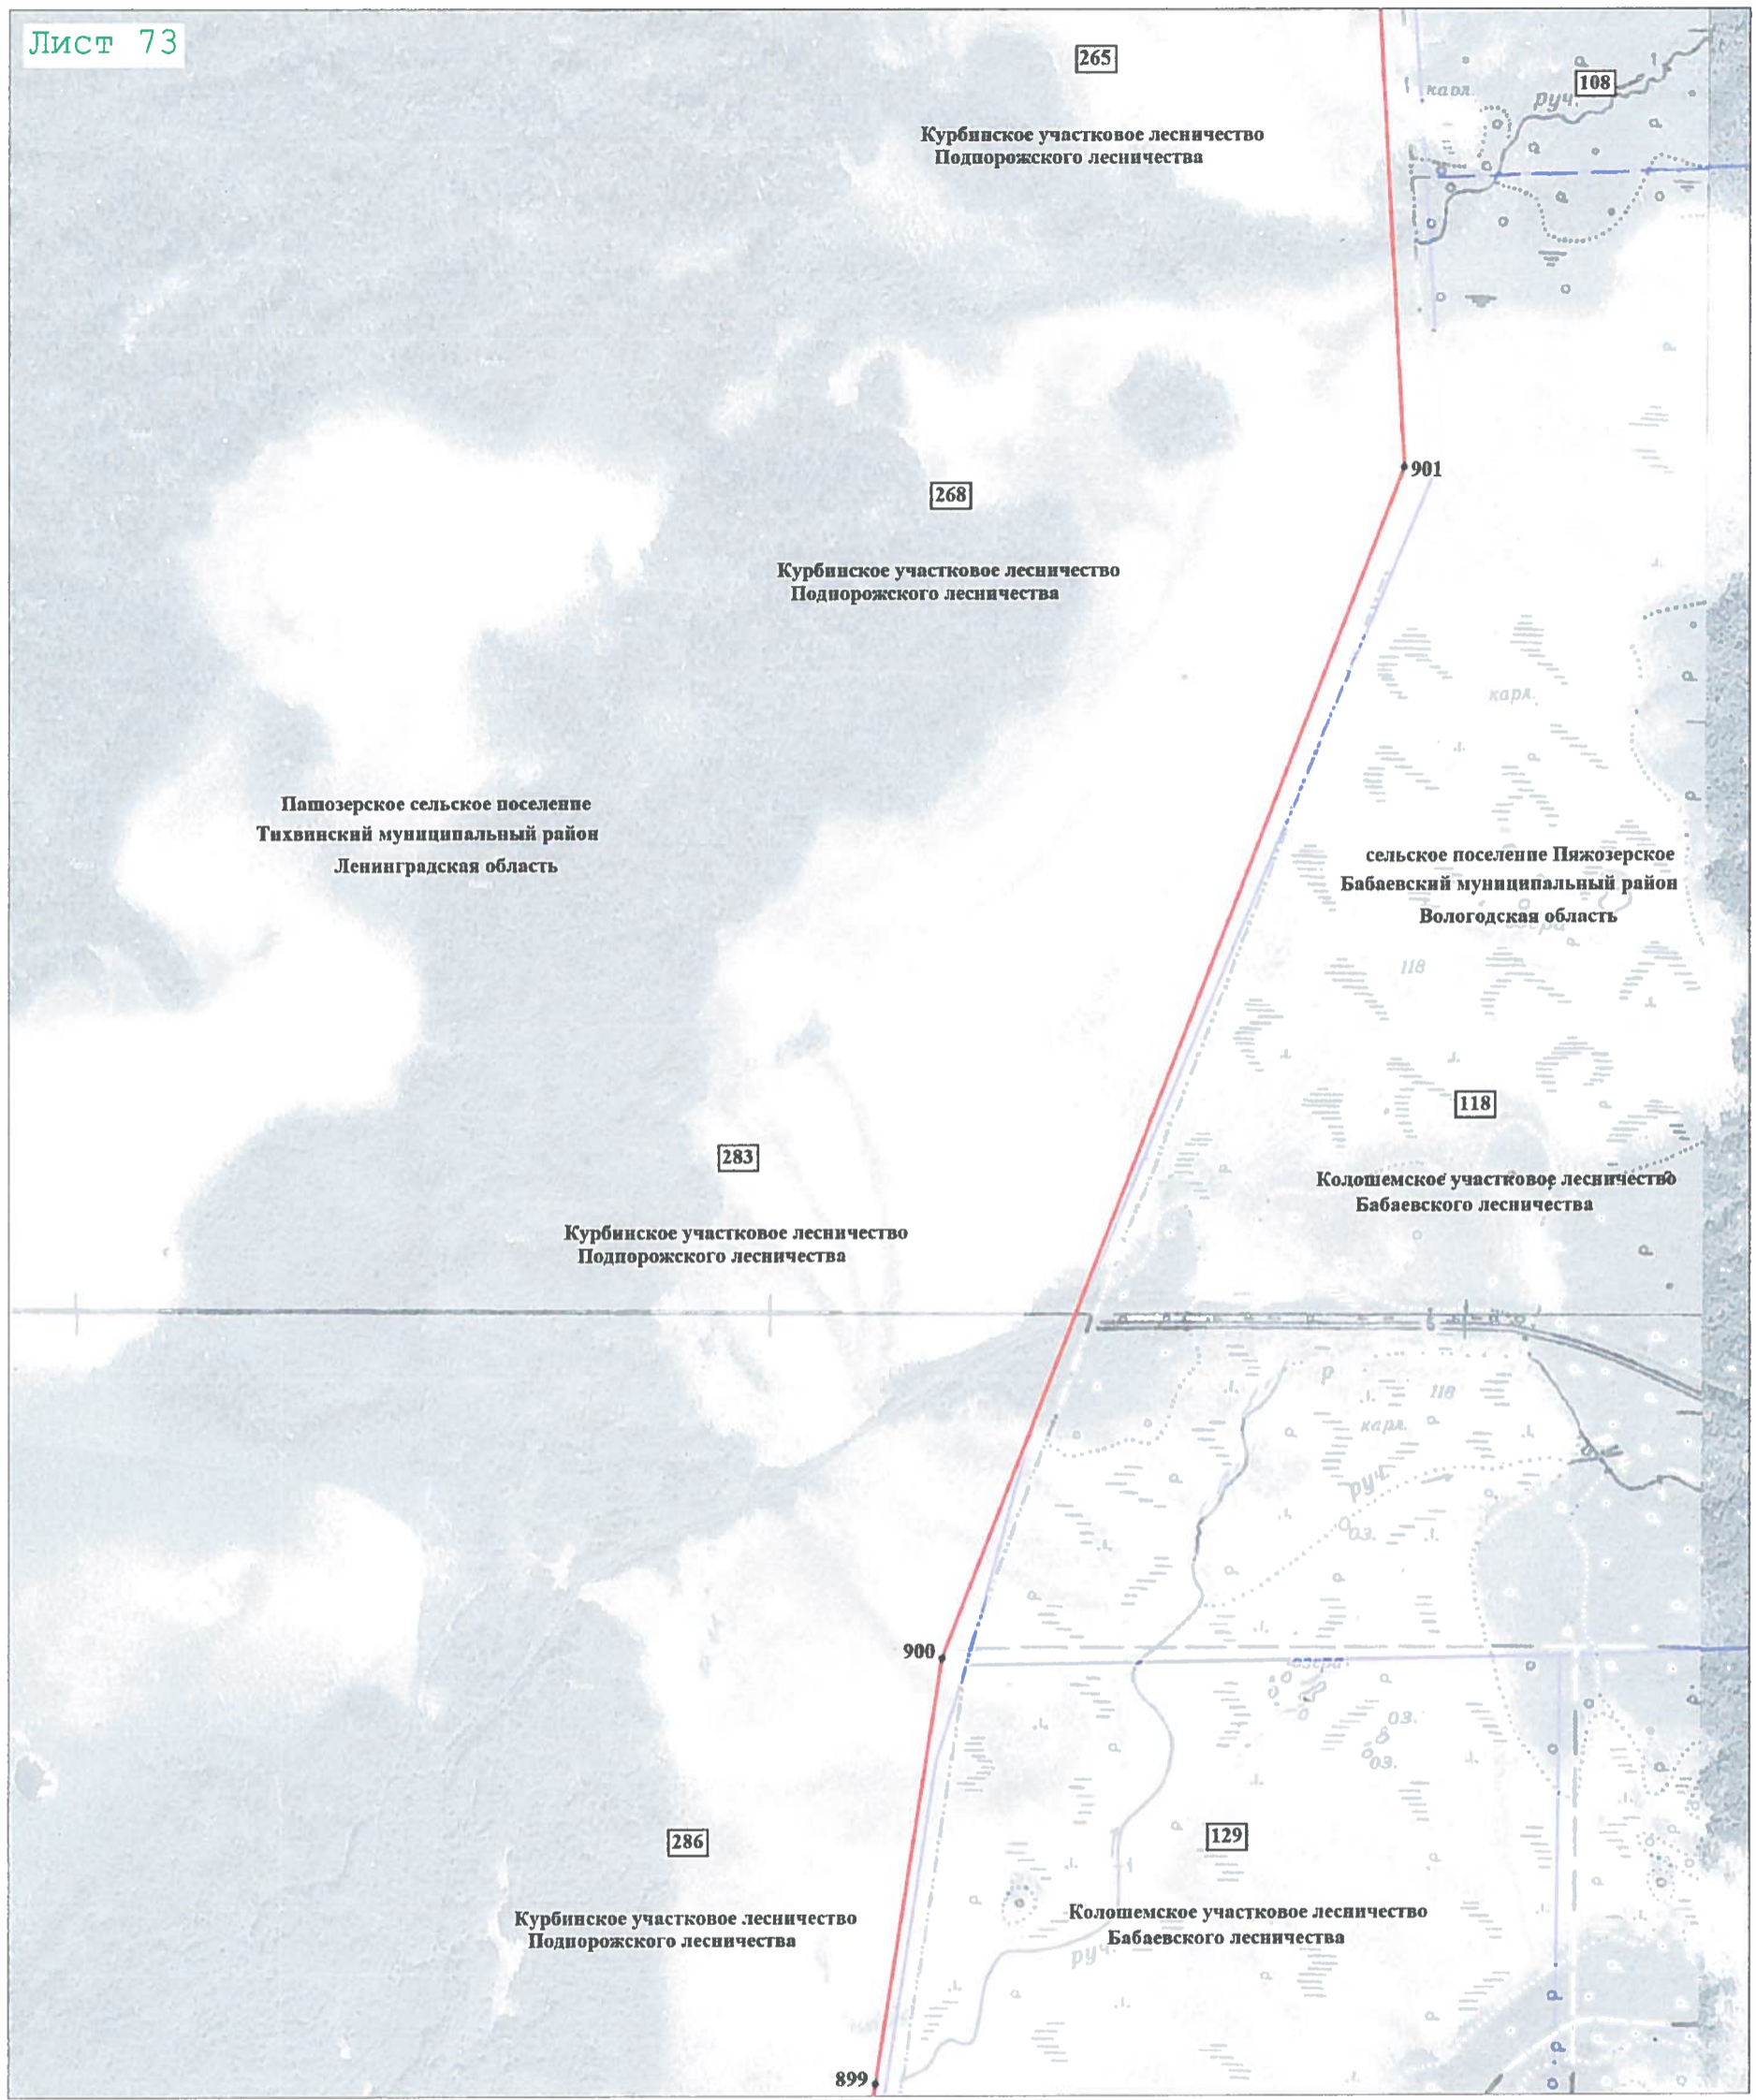 Лист 73
265
108
карл.
руч.
Курбинское участковое лесничество
Подпорожского лесничества
901
268
Курбинское участковое лесничество
Подпорожского лесничества
карл.
Пашозерское сельское поселение
Тихвинский муниципальный район
Ленинградская область
сельское поселение Пяжозерское
Бабаевский муниципальный район
Вологодская область
озёра
118
118
283
Колошемское участковое лесничество
Бабаевского лесничества
Курбинское участковое лесничество
Подпорожского лесничества
118
карл.
руч.
оз.
900
озёра
оз.
оз.
286
129
Курбинское участковое лесничество
Подпорожского лесничества
Колошемское участковое лесничество
Бабаевского лесничества
руч.
899